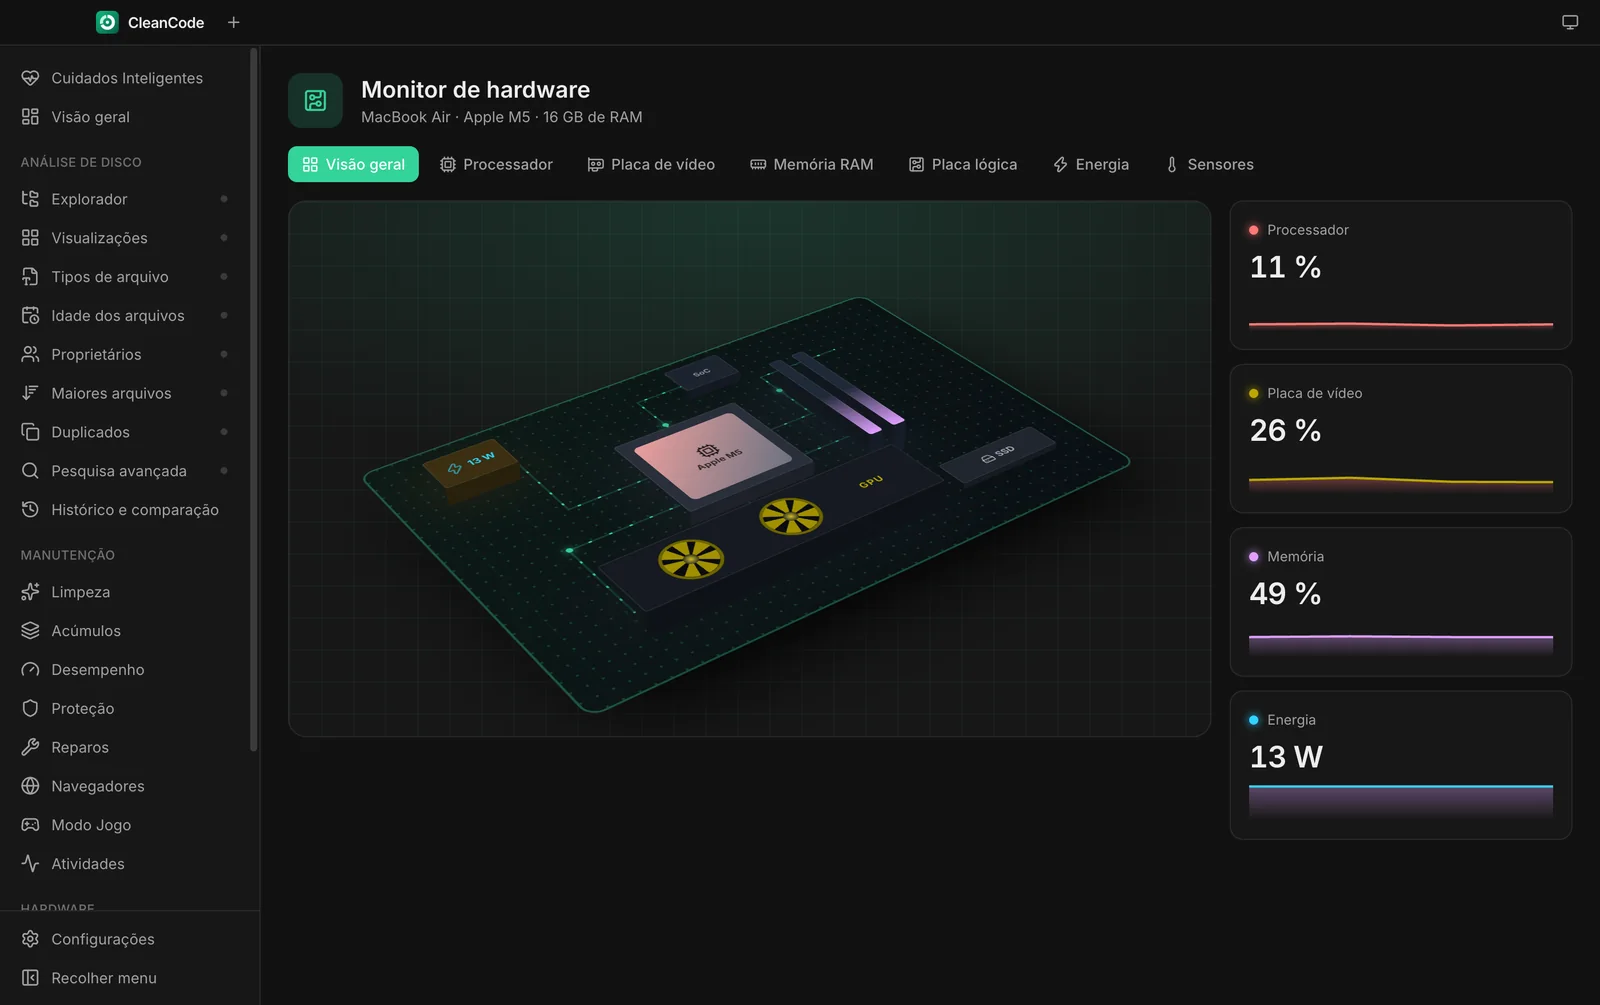 CleanCode
Cuidados Inteligentes
Visão geral
ANÁLISE DE DISCO
Explorador
Visualizações
Tipos de arquivo
Idade dos arquivos
Proprietários
Maiores arquivos
Duplicados
Pesquisa avançada
Histórico e comparação
MANUTENÇÃO
Limpeza
Acúmulos
Desempenho
Proteção
Reparos
Navegadores
Modo Jogo
Atividades
HARDWARE
Configurações
Recolher menu
Monitor de hardware
MacBook Air · Apple M5 · 16 GB de RAM
Visão geral
Processador
Placa de vídeo
Memória RAM
Placa lógica
Energia
Sensores
SoC
13 W
Apple M5
SSD
GPU
Processador
11 %
Placa de vídeo
26 %
Memória
49 %
Energia
13 W